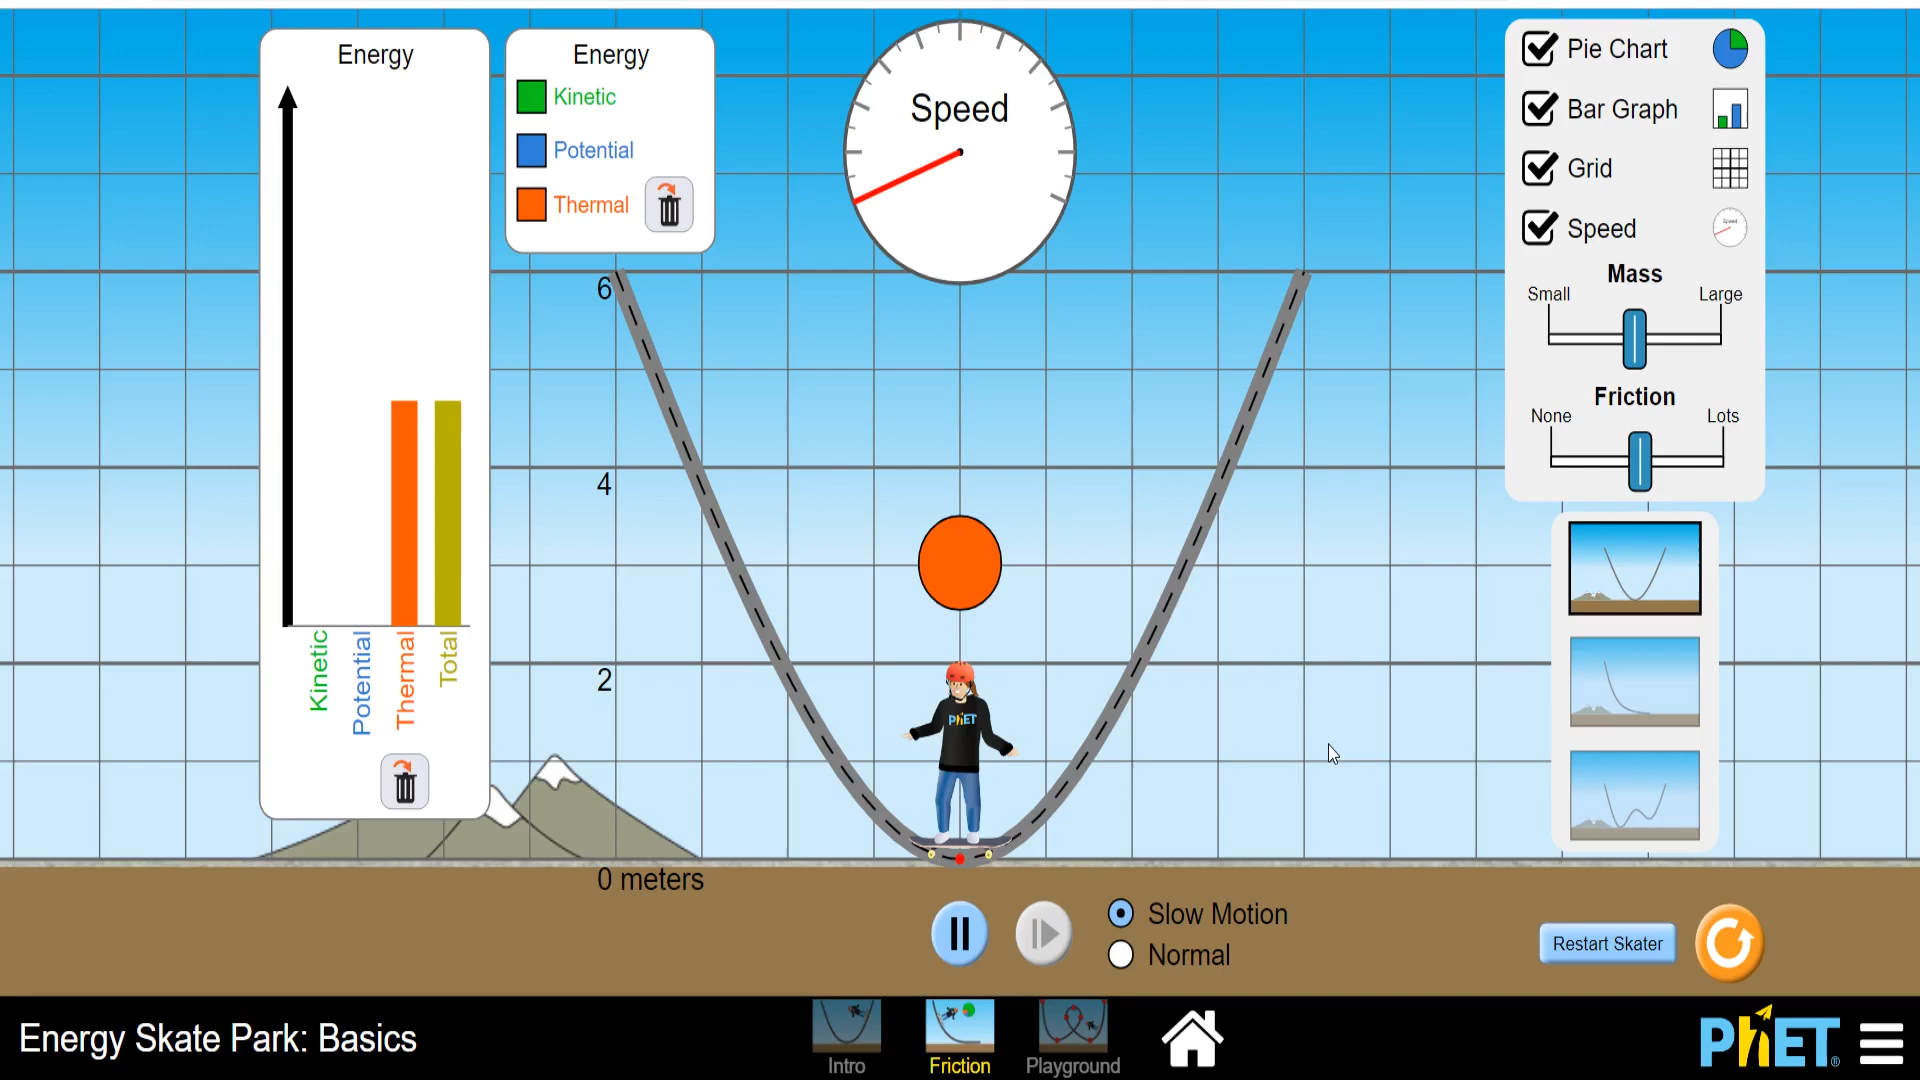 Energy
Kinetic
Potential
Thermal
Total
Energy
Kinetic
Potential
Thermal
Speed
Pie Chart
Bar Graph
Grid
Speed
Mass
Small
Large
Friction
None
Lots
6
4
2
0 meters
PhET
Slow Motion
Normal
Restart Skater
Energy Skate Park: Basics
Intro
Friction
Playground
PhET